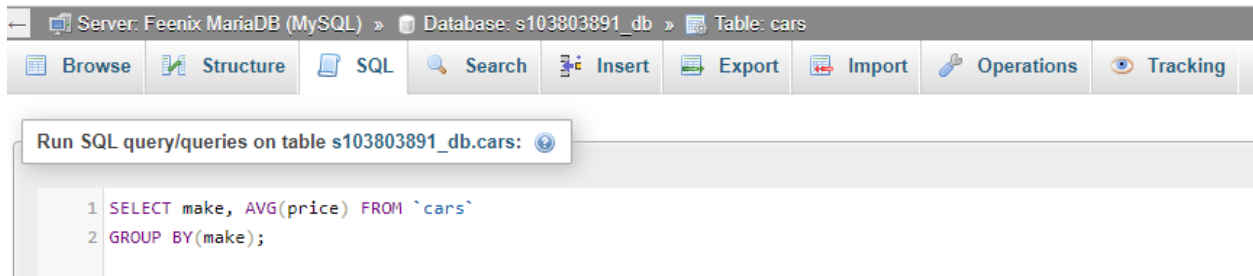 ← Server: Feenix MariaDB (MySQL) » Database: s103803891_db » Table: cars
Browse Structure SQL Search Insert Export Import Operations Tracking
Run SQL query/queries on table s103803891_db.cars:
1 SELECT make, AVG(price) FROM `cars`
2 GROUP BY(make);